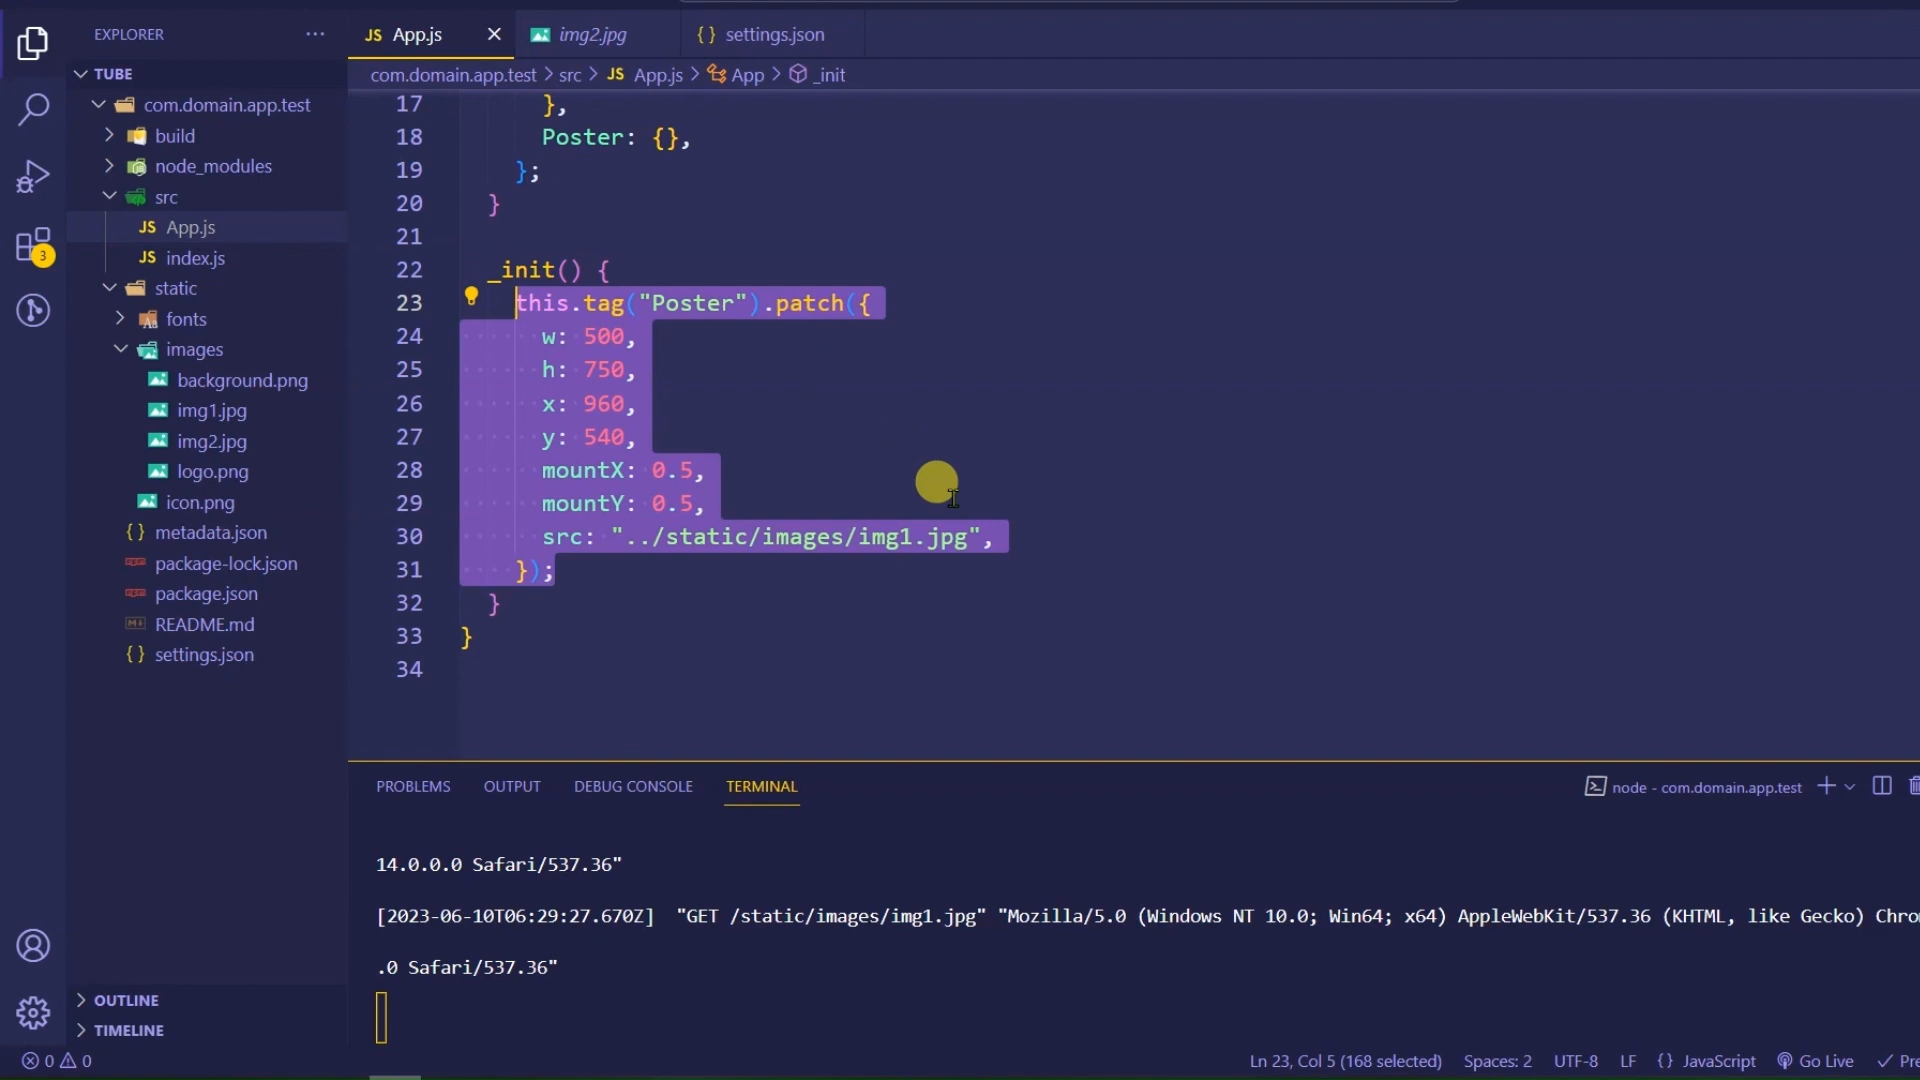 EXPLORER
TUBE
com.domain.app.test
build
node_modules
src
JS App.js
JS index.js
static
fonts
images
background.png
img1.jpg
img2.jpg
logo.png
icon.png
{} metadata.json
package-lock.json
package.json
README.md
{} settings.json
OUTLINE
TIMELINE
3
JS App.js
img2.jpg
{} settings.json
com.domain.app.test > src > JS App.js > App > _init
17 },
18 Poster: {},
19 };
20 }
21
22 _init() {
23 this.tag("Poster").patch({
24 w: 500,
25 h: 750,
26 x: 960,
27 y: 540,
28 mountX: 0.5,
29 mountY: 0.5,
30 src: "../static/images/img1.jpg",
31 });
32 }
33 }
34
PROBLEMS OUTPUT DEBUG CONSOLE TERMINAL
node - com.domain.app.test
14.0.0.0 Safari/537.36"
[2023-06-10T06:29:27.670Z] "GET /static/images/img1.jpg" "Mozilla/5.0 (Windows NT 10.0; Win64; x64) AppleWebKit/537.36 (KHTML, like Gecko) Chro
.0 Safari/537.36"
0 0
Ln 23, Col 5 (168 selected) Spaces: 2 UTF-8 LF {} JavaScript Go Live Pre